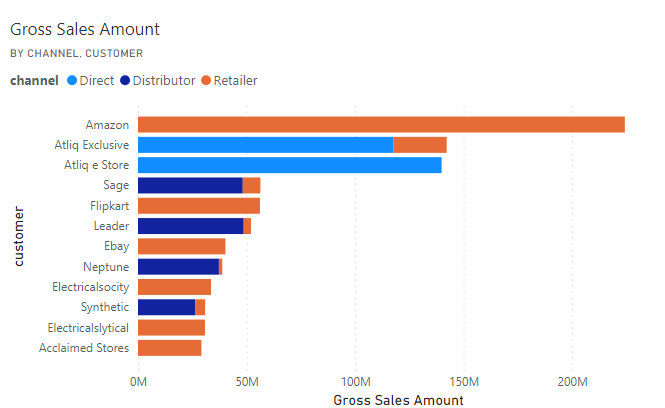 Gross Sales Amount
BY CHANNEL, CUSTOMER
channel Direct Distributor Retailer
customer
Amazon
Atliq Exclusive
Atliq e Store
Sage
Flipkart
Leader
Ebay
Neptune
Electricalsocity
Synthetic
Electricalslytical
Acclaimed Stores
0M 50M 100M 150M 200M
Gross Sales Amount